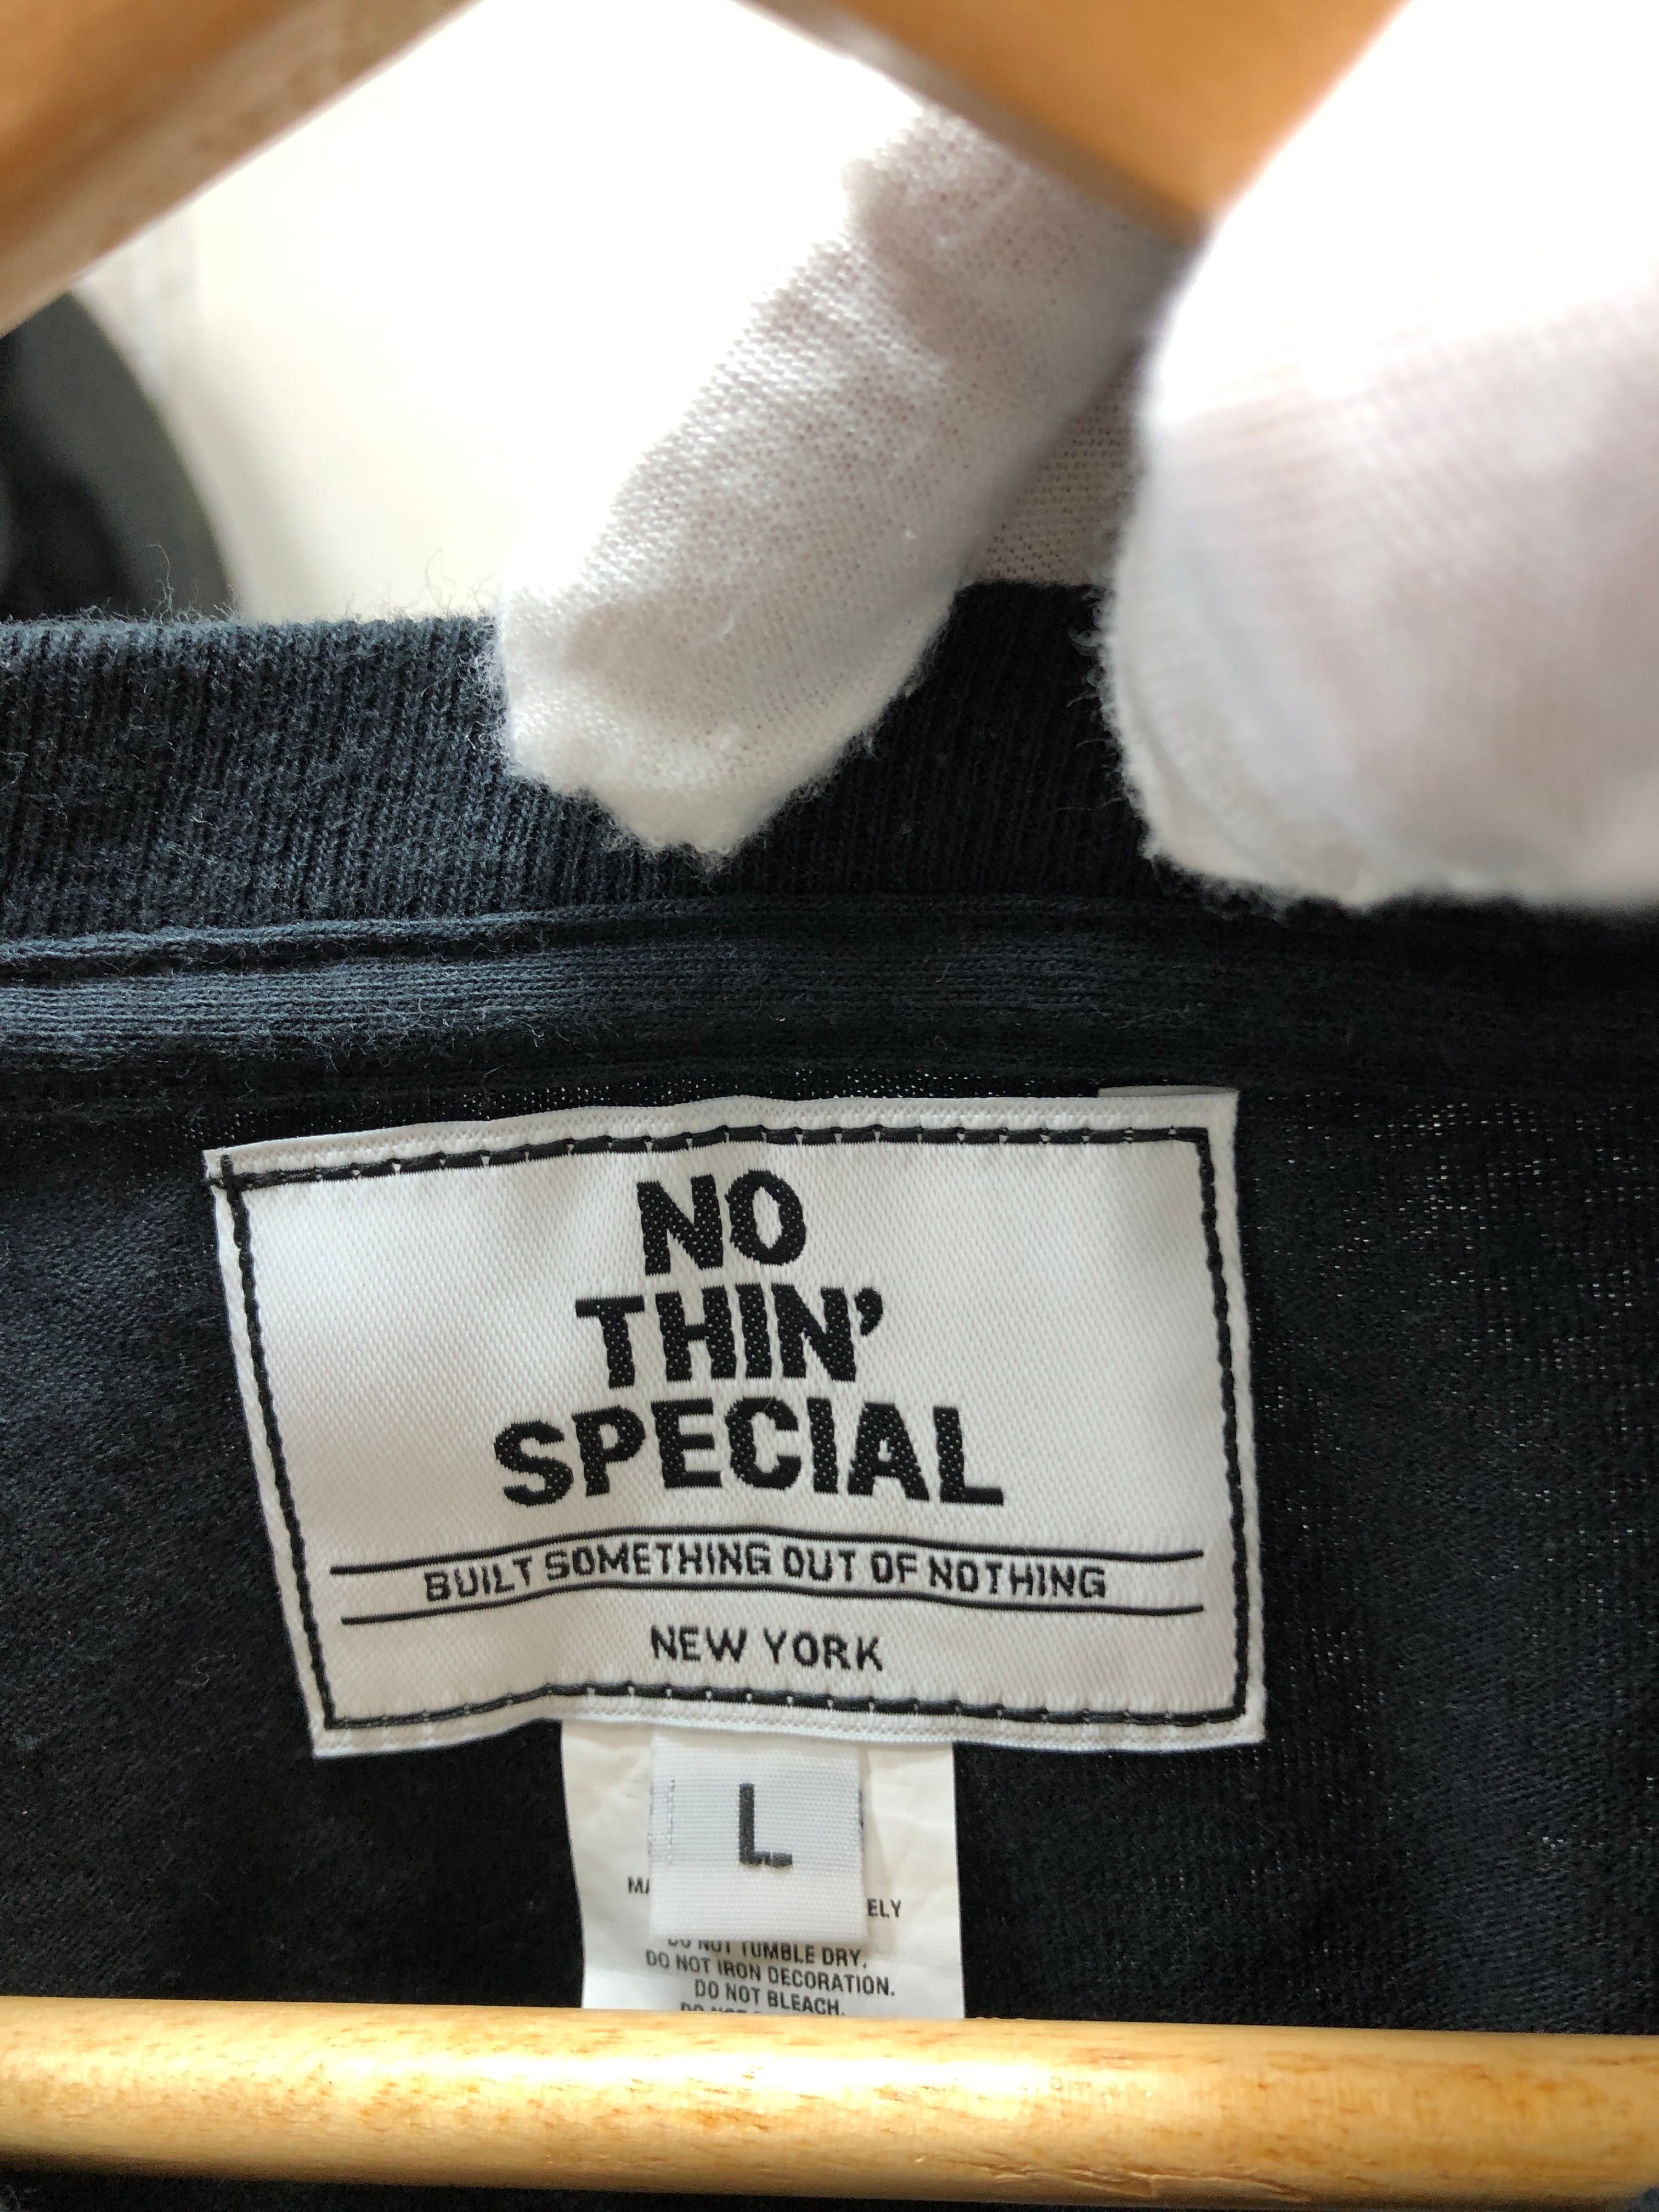 NO
THIN'
SPECIAL
BUILT SOMETHING OUT OF NOTHING
NEW YORK
L
DO NOT TUMBLE DRY.
DO NOT IRON DECORATION.
DO NOT BLEACH.